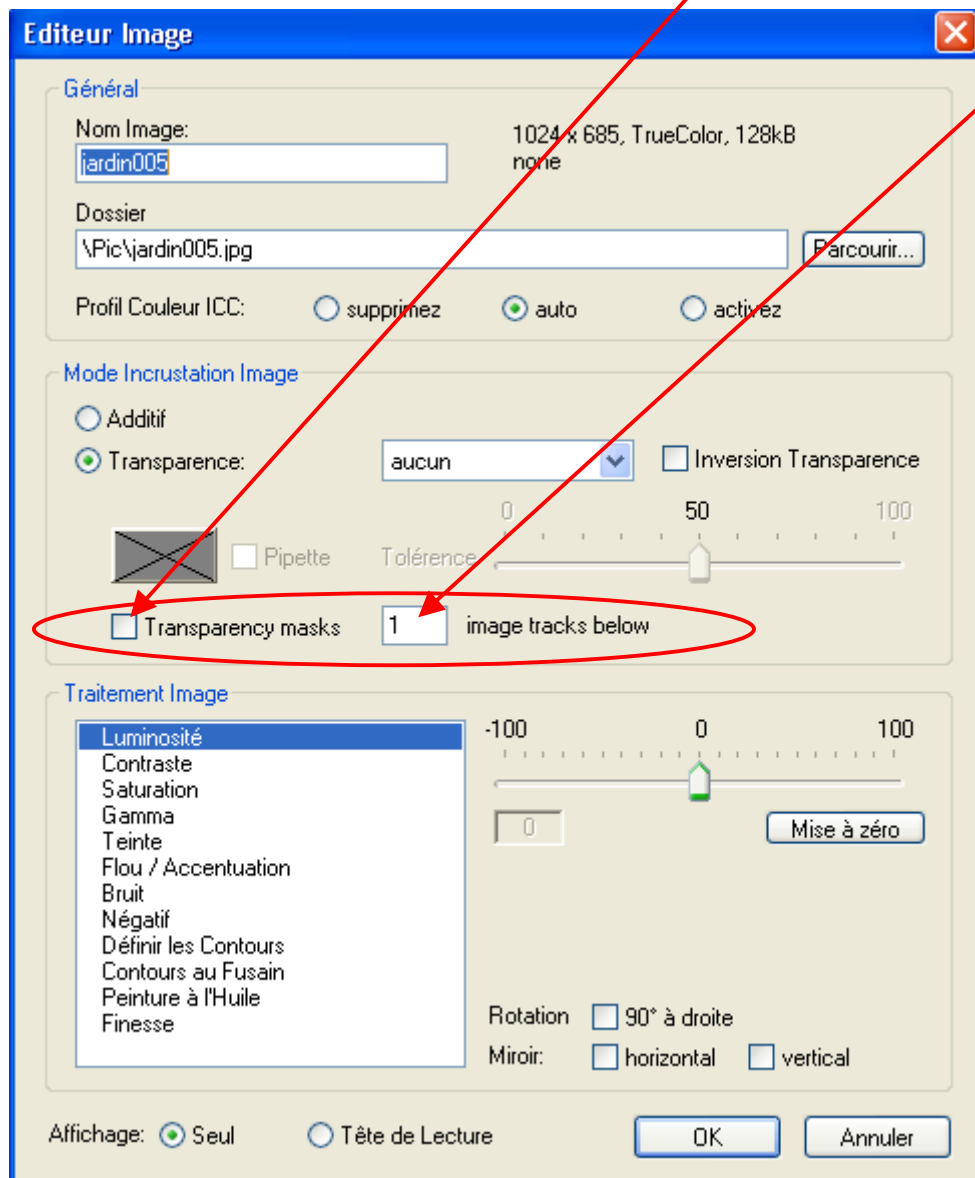 Editeur Image
Général
Nom Image:
1024 x 685, TrueColor, 128kB
jardin005
none
Dossier
\Pic\jardin005.jpg
Parcourir...
Profil Couleur ICC: supprimez auto activez
Mode Incrustation Image
Additif
Transparence: aucun Inversion Transparence
0 50 100
Pipette Tolérence
Transparency masks 1 image tracks below
Traitement Image
Luminosité
Contraste
Saturation
Gamma
Teinte
Flou / Accentuation
Bruit
Négatif
Définir les Contours
Contours au Fusain
Peinture à l'Huile
Finesse
-100 0 100
0
Mise à zéro
Rotation 90° à droite
Miroir: horizontal vertical
Affichage: Seul Tête de Lecture OK Annuler